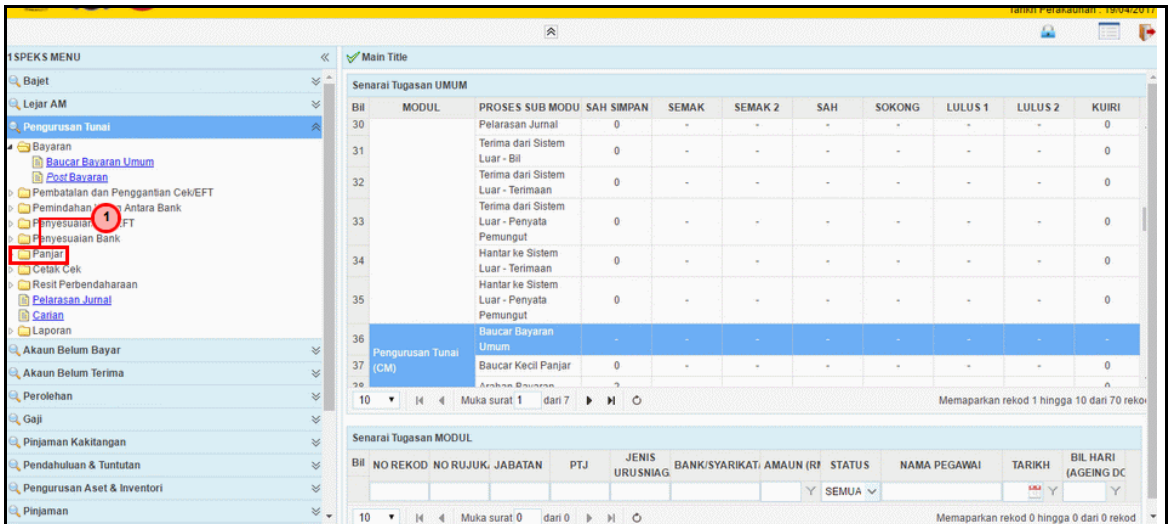 Tarikh Perakaunan : 19/04/2017
1SPEKS MENU
Main Title
Bajet
Lejar AM
Pengurusan Tunai
Bayaran
Baucar Bayaran Umum
Post Bayaran
Pembatalan dan Penggantian Cek/EFT
Pemindahan Antara Bank
1
Penyesuaian EFT
Penyesuaian Bank
Panjar
Cetak Cek
Resit Perbendaharaan
Pelarasan Jurnal
Carian
Laporan
Akaun Belum Bayar
Akaun Belum Terima
Perolehan
Gaji
Pinjaman Kakitangan
Pendahuluan & Tuntutan
Pengurusan Aset & Inventori
Pinjaman
Senarai Tugasan UMUM
Bil MODUL PROSES SUB MODU SAH SIMPAN SEMAK SEMAK 2 SAH SOKONG LULUS 1 LULUS 2 KUIRI
30 Pelarasan Jurnal 0 - - - - - - 0
Terima dari Sistem
31 0 - - - - - - 0
Luar - Bil
Terima dari Sistem
32 0 - - - - - - 0
Luar - Terimaan
Terima dari Sistem
33 Luar - Penyata 0 - - - - - - 0
Pemungut
Hantar ke Sistem
34 0 - - - - - - 0
Luar - Terimaan
Hantar ke Sistem
35 Luar - Penyata 0 - - - - - - 0
Pemungut
Baucar Bayaran
36 - - - - - - - -
Umum
Pengurusan Tunai
(CM)
37 Baucar Kecil Panjar 0 - - - - - - 0
38 Arahan Bayaran 2 0
10 Muka surat 1 dari 7 Memaparkan rekod 1 hingga 10 dari 70 reko
Senarai Tugasan MODUL
Bil NO REKOD NO RUJUK JABATAN PTJ JENIS URUSNIAG BANK/SYARIKAT AMAUN (RM STATUS NAMA PEGAWAI TARIKH BIL HARI (AGEING DO
SEMUA
10 Muka surat 0 dari 0 Memaparkan rekod 0 hingga 0 dari 0 rekod